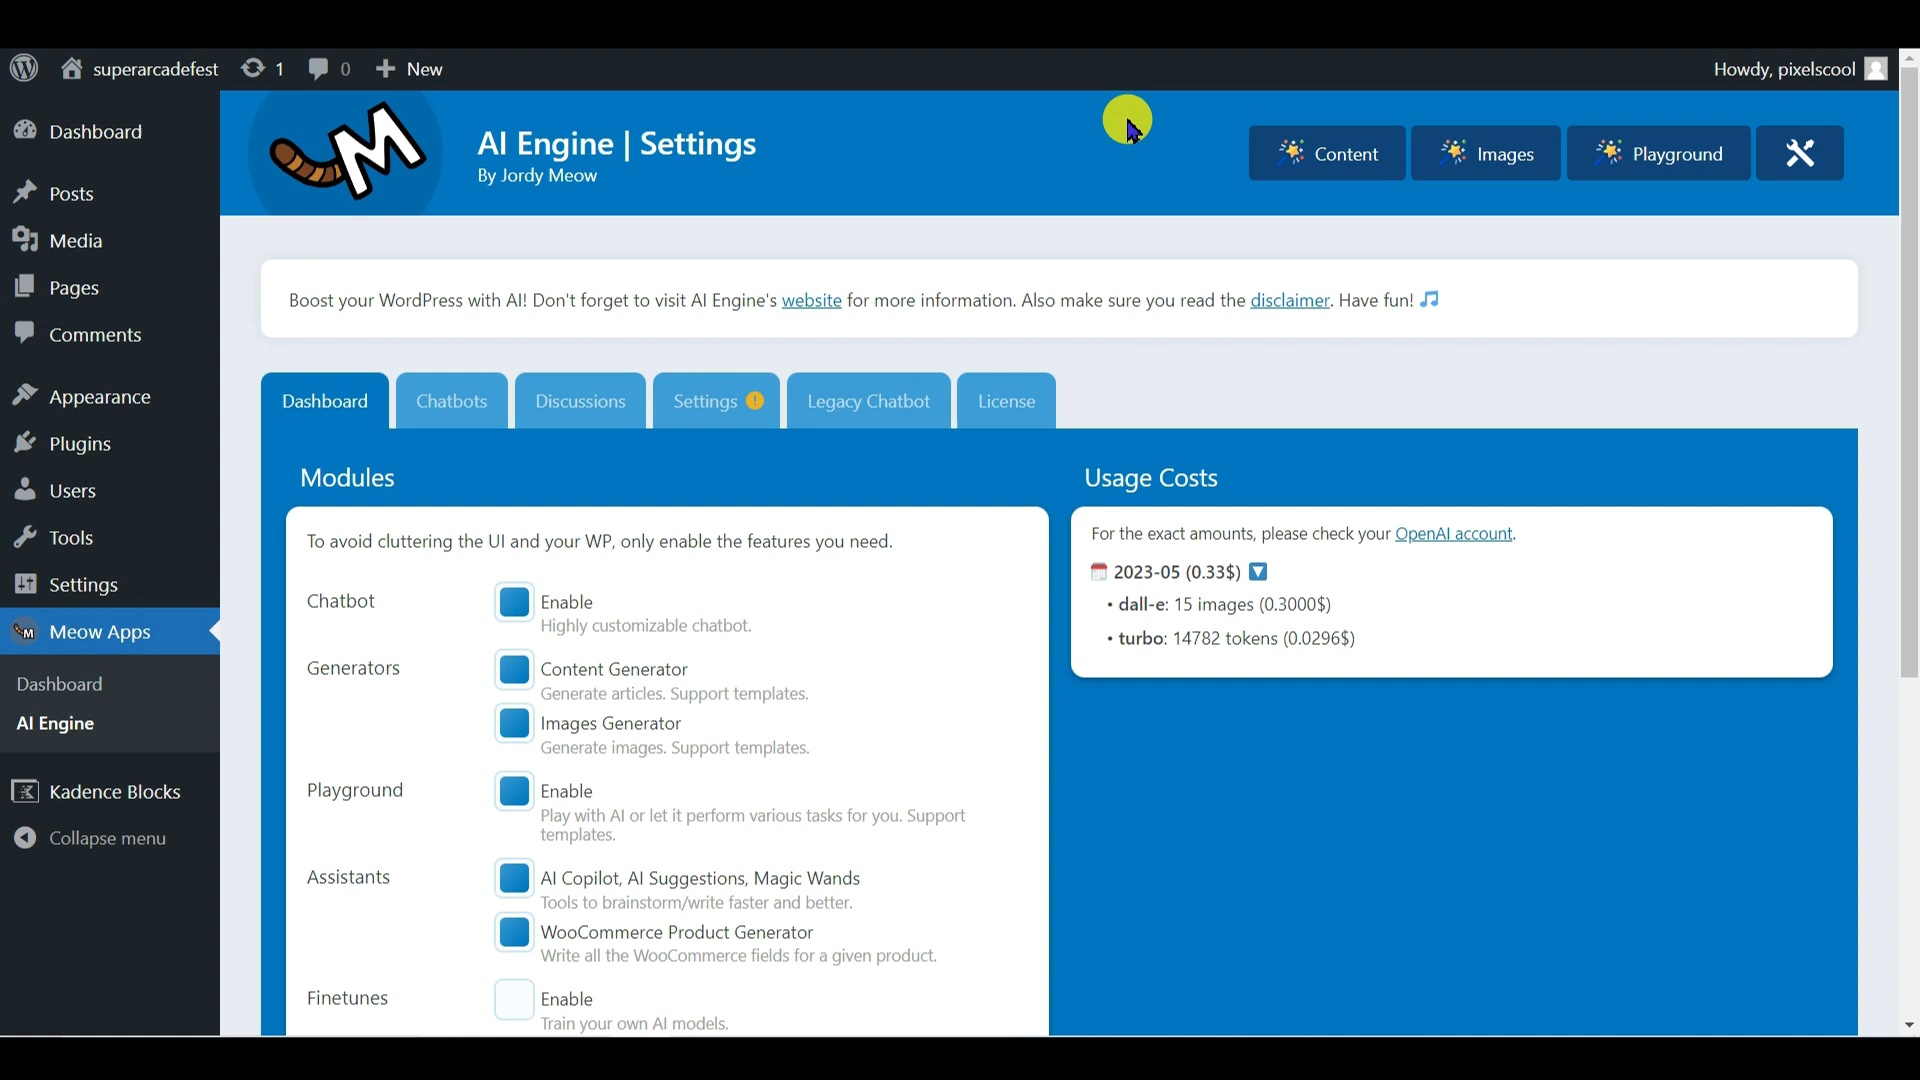 superarcadefest 1 0 New Howdy, pixelscool
Dashboard
Posts
Media
Pages
Comments
Appearance
Plugins
Users
Tools
Settings
Meow Apps
Dashboard
AI Engine
Kadence Blocks
Collapse menu
M
AI Engine | Settings
By Jordy Meow
Content Images Playground
Boost your WordPress with AI! Don't forget to visit AI Engine's website for more information. Also make sure you read the disclaimer. Have fun!
Dashboard Chatbots Discussions Settings ! Legacy Chatbot License
Modules
To avoid cluttering the UI and your WP, only enable the features you need.
Chatbot Enable
Highly customizable chatbot.
Generators Content Generator
Generate articles. Support templates.
Images Generator
Generate images. Support templates.
Playground Enable
Play with AI or let it perform various tasks for you. Support
templates.
Assistants AI Copilot, AI Suggestions, Magic Wands
Tools to brainstorm/write faster and better.
WooCommerce Product Generator
Write all the WooCommerce fields for a given product.
Finetunes Enable
Train your own AI models.
Usage Costs
For the exact amounts, please check your OpenAI account.
2023-05 (0.33$)
• dall-e: 15 images (0.3000$)
• turbo: 14782 tokens (0.0296$)